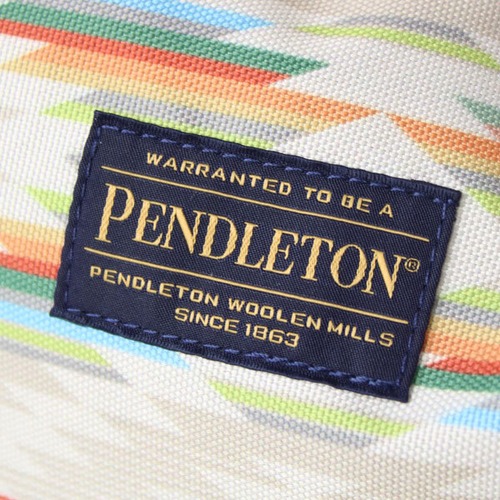 WARRANTED TO BE A
PENDLETON®
PENDLETON WOOLEN MILLS
SINCE 1863